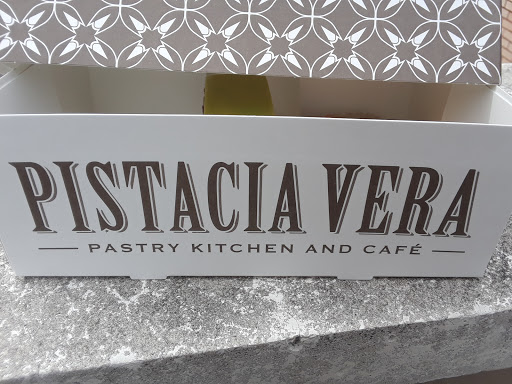 PISTACIA VERA
PASTRY KITCHEN AND CAFÉ